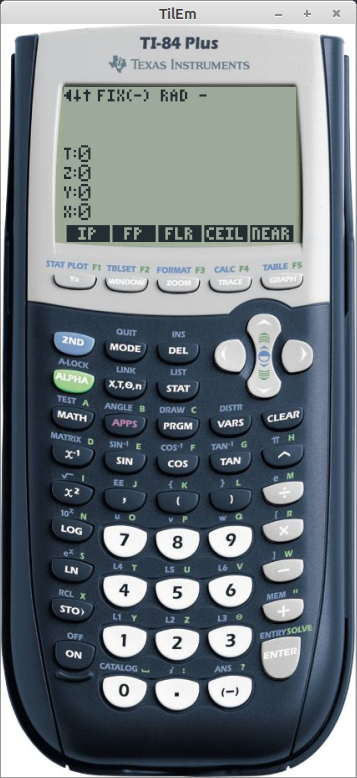 TilEm
TI-84 Plus
TEXAS INSTRUMENTS
FIX(-) RAD -
T:0
Z:0
Y:0
X:0
IP FP FLR CEIL NEAR
STAT PLOT F1 TBLSET F2 FORMAT F3 CALC F4 TABLE F5
Y= WINDOW ZOOM TRACE GRAPH
QUIT INS
2ND MODE DEL
A-LOCK LINK LIST
ALPHA X,T,Θ,n STAT
TEST A ANGLE B DRAW C DISTR
MATH APPS PRGM VARS CLEAR
MATRIX D SIN⁻¹ E COS⁻¹ F TAN⁻¹ G π H
x⁻¹ SIN COS TAN ^
√‾ I EE J { K } L e M
x² , ( ) ÷
10ˣ N u O v P w Q [ R
LOG 7 8 9 ×
eˣ S L4 T L5 U L6 V ] W
LN 4 5 6 −
RCL X L1 Y L2 Z L3 Θ MEM "
STO› 1 2 3 +
OFF CATALOG ⎵ i : ANS ? ENTRY SOLVE
ON 0 . (−) ENTER